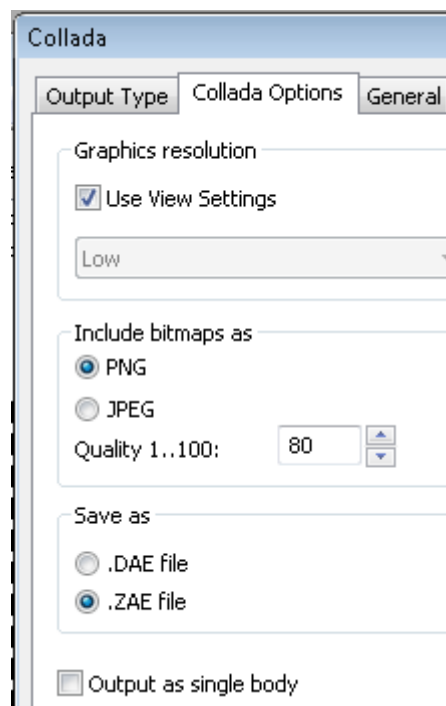 Collada
Output Type Collada Options General
Graphics resolution
Use View Settings
Low
Include bitmaps as
PNG
JPEG
Quality 1..100: 80
Save as
.DAE file
.ZAE file
Output as single body